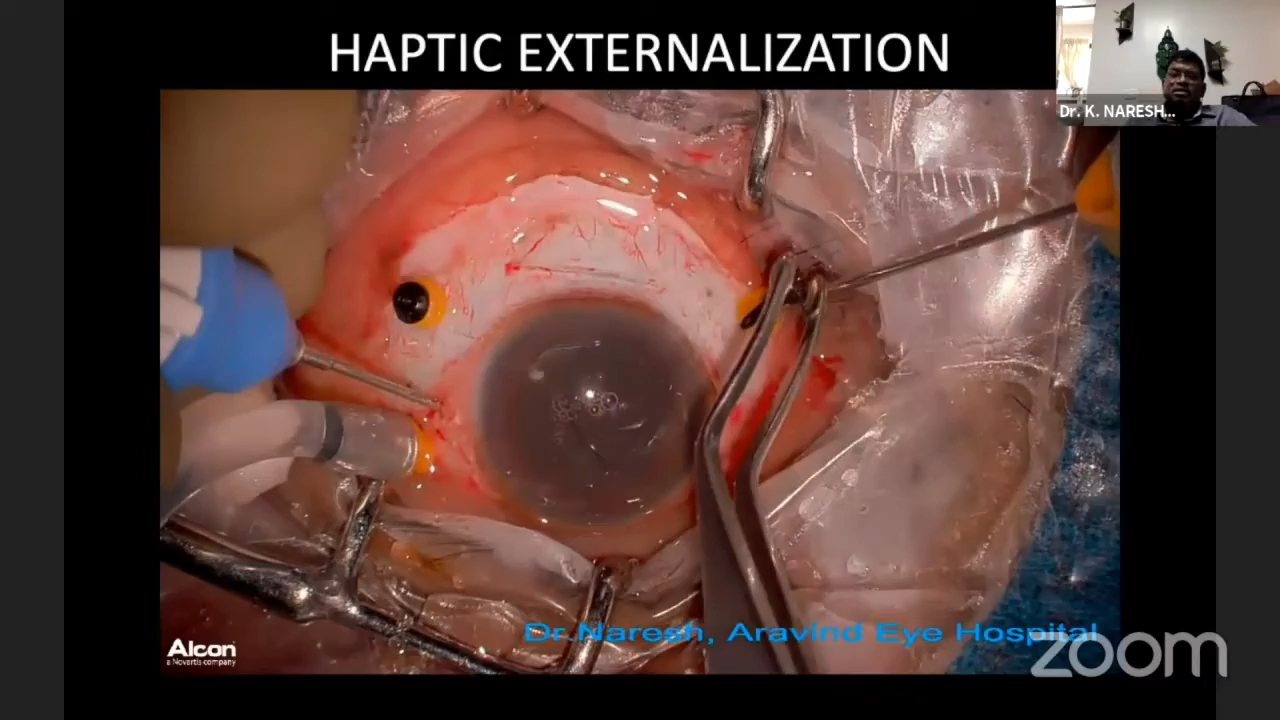 HAPTIC EXTERNALIZATION
Dr. K. NARESH...
Dr Naresh, Aravind Eye Hospital
Alcon
a Novartis company
zoom